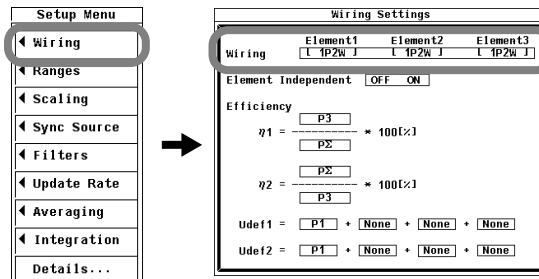 Setup Menu
Wiring
Ranges
Scaling
Sync Source
Filters
Update Rate
Averaging
Integration
Details...
Wiring Settings
Element1 Element2 Element3
Wiring [ 1P2W ] [ 1P2W ] [ 1P2W ]
Element Independent OFF ON
Efficiency
P3
η1 = ---------- * 100[%]
PΣ
PΣ
η2 = ---------- * 100[%]
P3
Udef1 = P1 + None + None + None
Udef2 = P1 + None + None + None